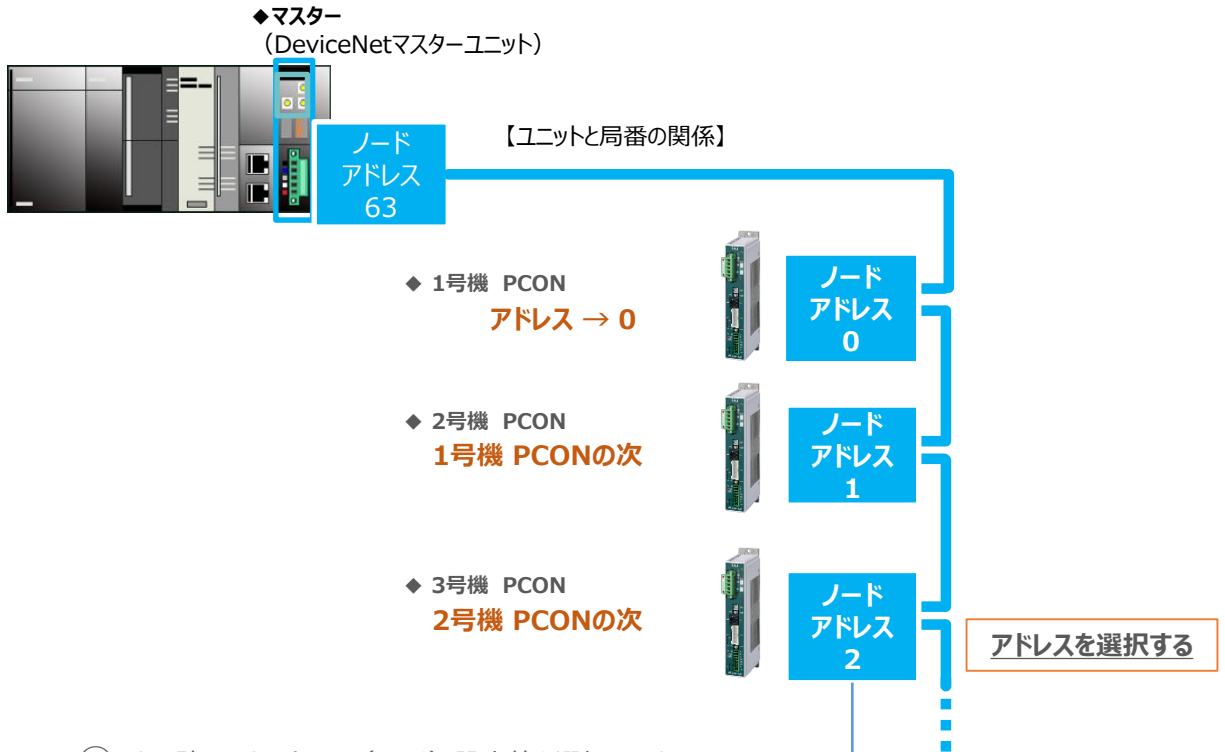 ◆マスター
（DeviceNetマスターユニット）
ノード
アドレス
63
【ユニットと局番の関係】
◆ 1号機 PCON
アドレス → 0
ノード
アドレス
0
◆ 2号機 PCON
1号機 PCONの次
ノード
アドレス
1
◆ 3号機 PCON
2号機 PCONの次
ノード
アドレス
2
アドレスを選択する